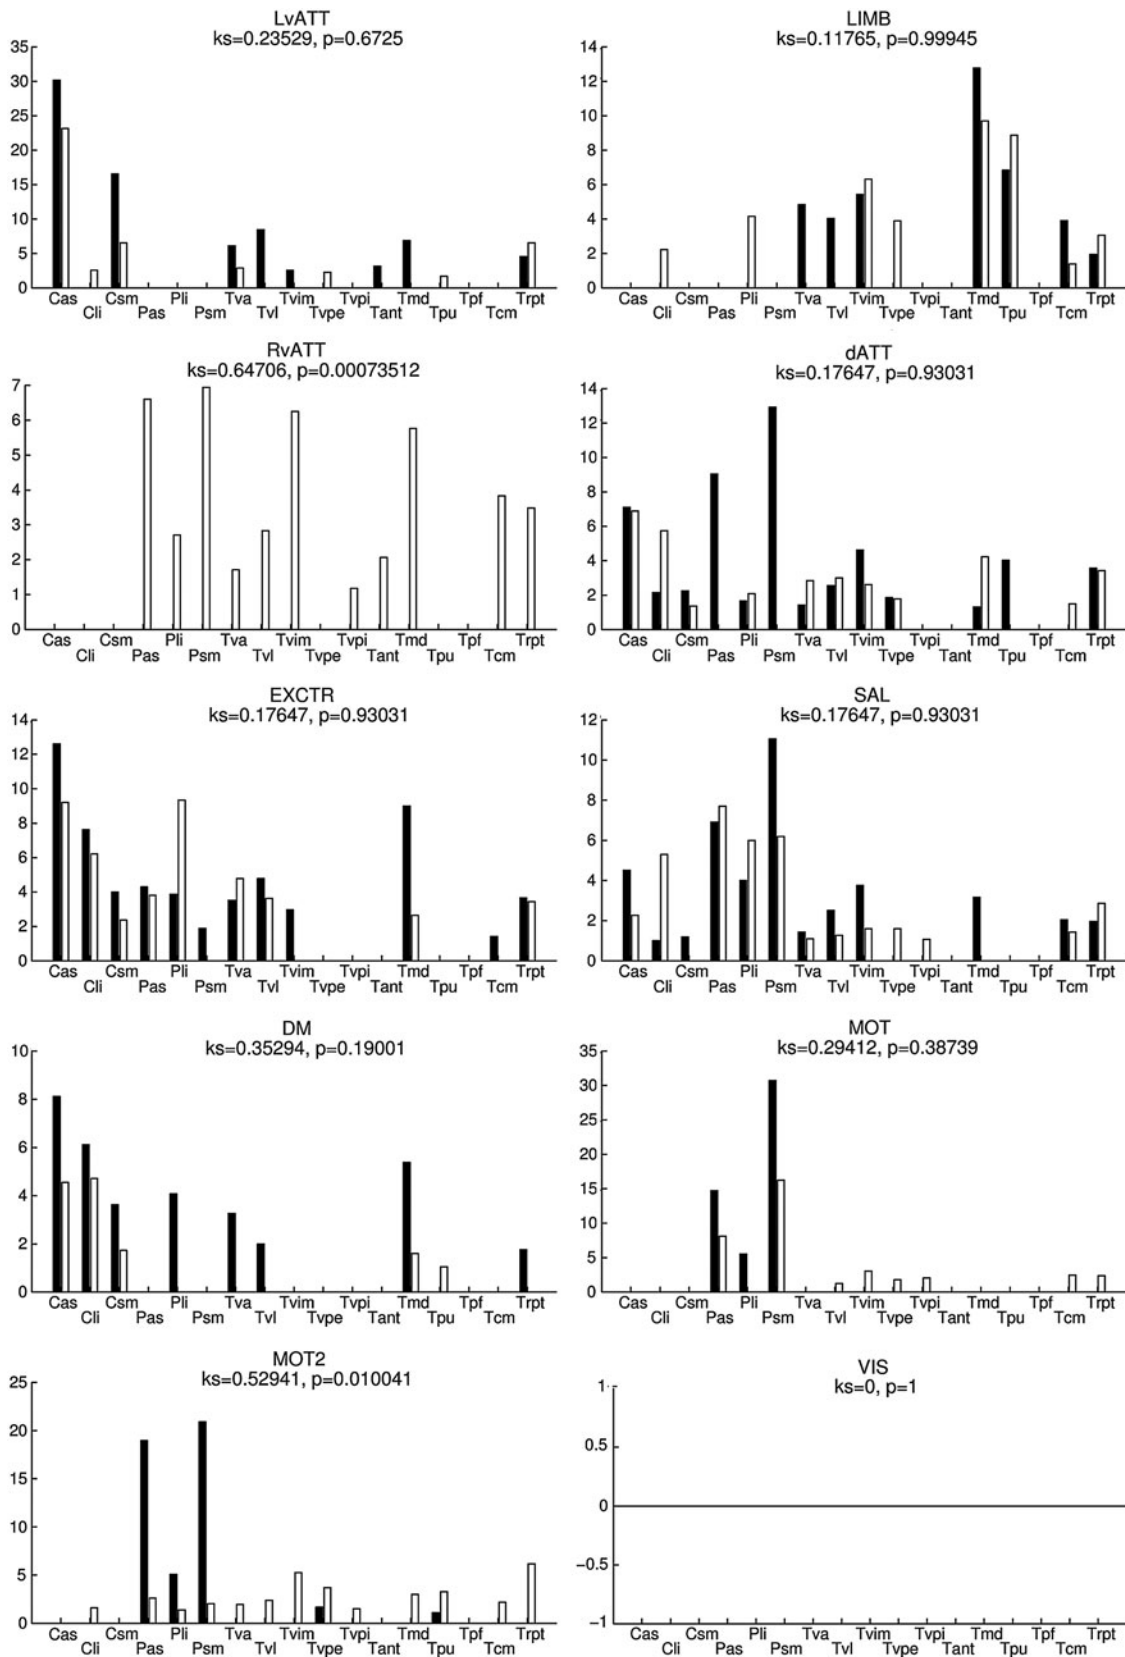 LvATT
ks=0.23529, p=0.6725
35
30
25
20
15
10
5
0
Cas Csm Pli Tva Tvim Tvpi Tmd Tpf Trpt
Cli Pas Psm Tvl Tvpe Tant Tpu Tcm
LIMB
ks=0.11765, p=0.99945
14
12
10
8
6
4
2
0
Cas Csm Pli Tva Tvim Tvpi Tmd Tpf Trpt
Cli Pas Psm Tvl Tvpe Tant Tpu Tcm
RvATT
ks=0.64706, p=0.00073512
7
6
5
4
3
2
1
0
Cas Csm Pli Tva Tvim Tvpi Tmd Tpf Trpt
Cli Pas Psm Tvl Tvpe Tant Tpu Tcm
dATT
ks=0.17647, p=0.93031
14
12
10
8
6
4
2
0
Cas Csm Pli Tva Tvim Tvpi Tmd Tpf Trpt
Cli Pas Psm Tvl Tvpe Tant Tpu Tcm
EXCTR
ks=0.17647, p=0.93031
14
12
10
8
6
4
2
0
Cas Csm Pli Tva Tvim Tvpi Tmd Tpf Trpt
Cli Pas Psm Tvl Tvpe Tant Tpu Tcm
SAL
ks=0.17647, p=0.93031
12
10
8
6
4
2
0
Cas Csm Pli Tva Tvim Tvpi Tmd Tpf Trpt
Cli Pas Psm Tvl Tvpe Tant Tpu Tcm
DM
ks=0.35294, p=0.19001
10
8
6
4
2
0
Cas Csm Pli Tva Tvim Tvpi Tmd Tpf Trpt
Cli Pas Psm Tvl Tvpe Tant Tpu Tcm
MOT
ks=0.29412, p=0.38739
35
30
25
20
15
10
5
0
Cas Csm Pli Tva Tvim Tvpi Tmd Tpf Trpt
Cli Pas Psm Tvl Tvpe Tant Tpu Tcm
MOT2
ks=0.52941, p=0.010041
25
20
15
10
5
0
Cas Csm Pli Tva Tvim Tvpi Tmd Tpf Trpt
Cli Pas Psm Tvl Tvpe Tant Tpu Tcm
VIS
ks=0, p=1
1
0.5
0
−0.5
−1
Cas Csm Pli Tva Tvim Tvpi Tmd Tpf Trpt
Cli Pas Psm Tvl Tvpe Tant Tpu Tcm